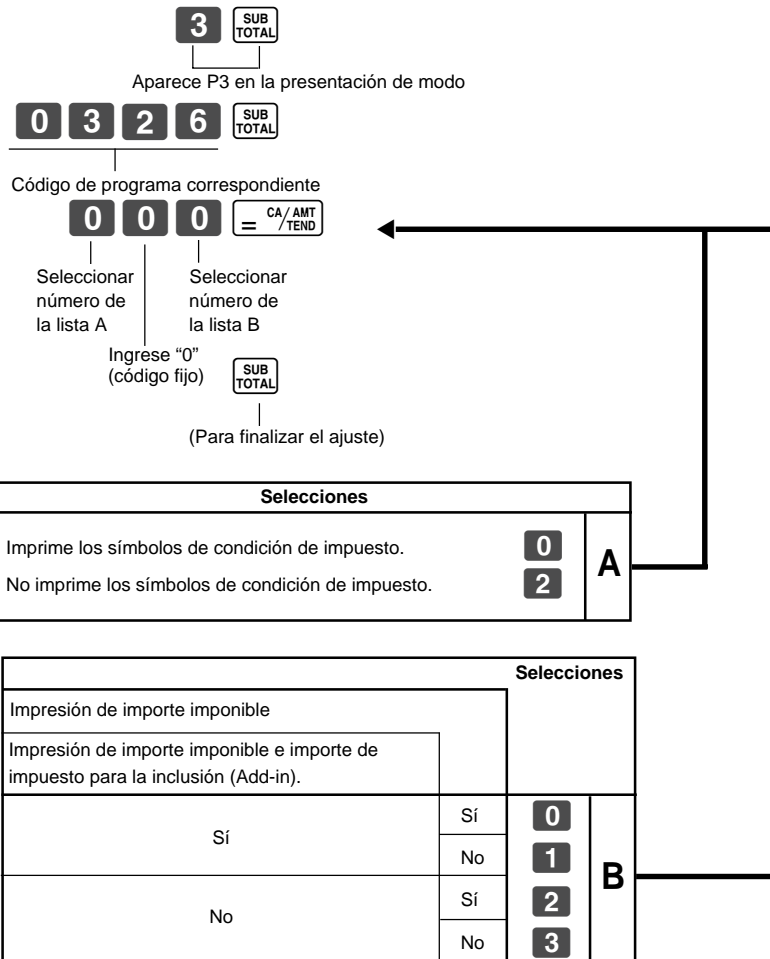 3 SUB TOTAL
Aparece P3 en la presentación de modo
0 3 2 6 SUB TOTAL
Código de programa correspondiente
0 0 0 = CA/AMT TEND
Seleccionar número de la lista A
Seleccionar número de la lista B
Ingrese “0” (código fijo)
SUB TOTAL
(Para finalizar el ajuste)
Selecciones
Imprime los símbolos de condición de impuesto. 0
No imprime los símbolos de condición de impuesto. 2
A
Selecciones
Impresión de importe imponible
Impresión de importe imponible e importe de
impuesto para la inclusión (Add-in).
Sí
Sí 0
No 1
No
Sí 2
No 3
B